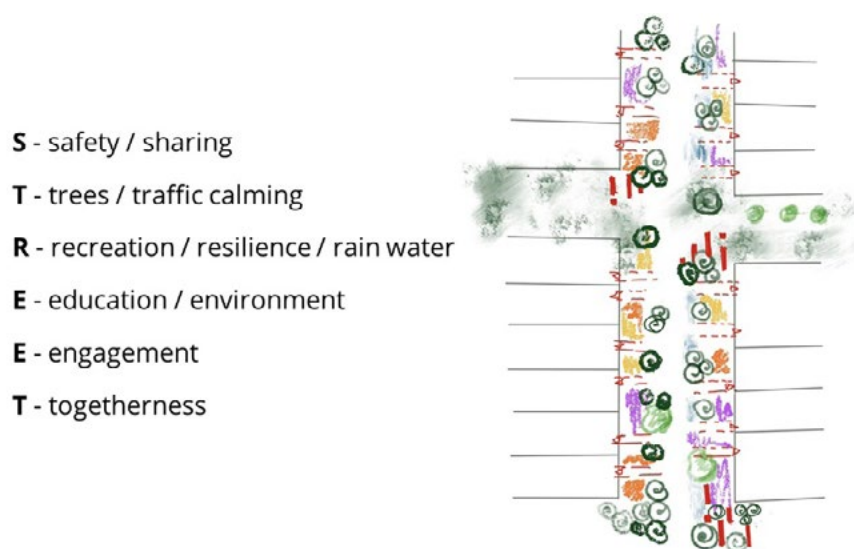 S - safety / sharing
T - trees / traffic calming
R - recreation / resilience / rain water
E - education / environment
E - engagement
T - togetherness